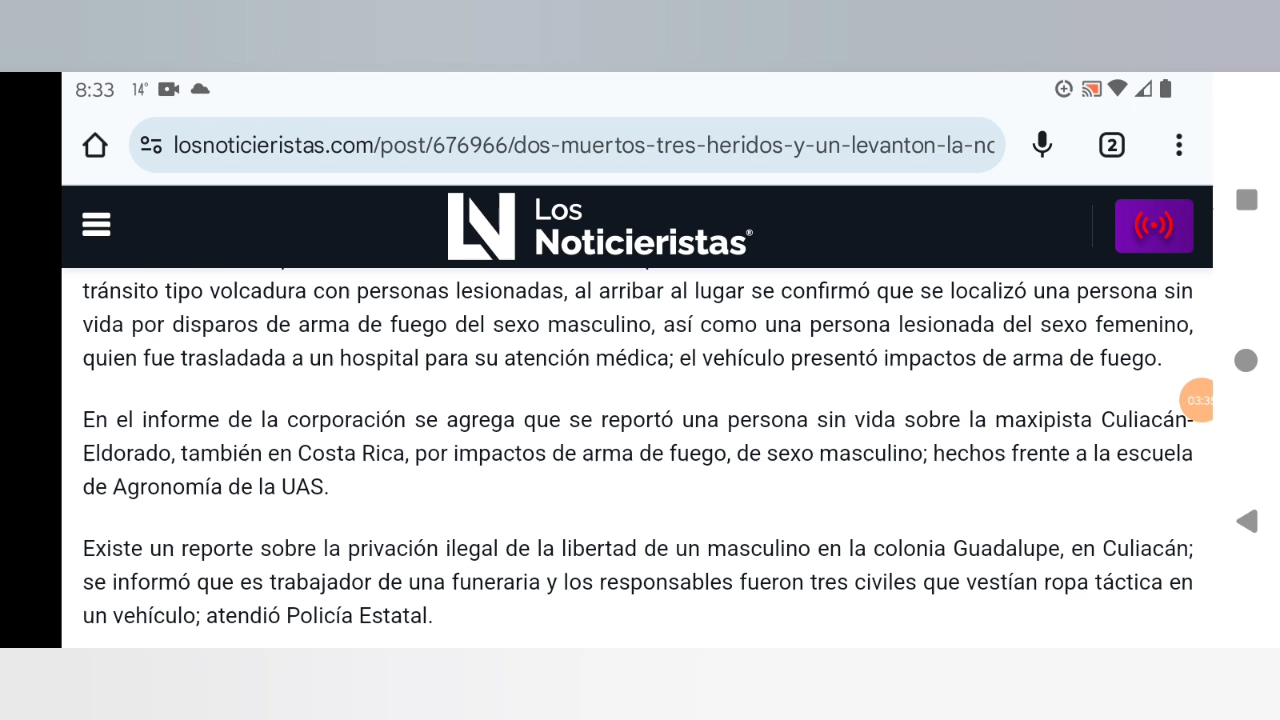 8:33 14°
losnoticieristas.com/post/676966/dos-muertos-tres-heridos-y-un-levanton-la-no
2
Los
Noticieristas®
tránsito tipo volcadura con personas lesionadas, al arribar al lugar se confirmó que se localizó una persona sin
vida por disparos de arma de fuego del sexo masculino, así como una persona lesionada del sexo femenino,
quien fue trasladada a un hospital para su atención médica; el vehículo presentó impactos de arma de fuego.
03:35
En el informe de la corporación se agrega que se reportó una persona sin vida sobre la maxipista Culiacán-
Eldorado, también en Costa Rica, por impactos de arma de fuego, de sexo masculino; hechos frente a la escuela
de Agronomía de la UAS.
Existe un reporte sobre la privación ilegal de la libertad de un masculino en la colonia Guadalupe, en Culiacán;
se informó que es trabajador de una funeraria y los responsables fueron tres civiles que vestían ropa táctica en
un vehículo; atendió Policía Estatal.